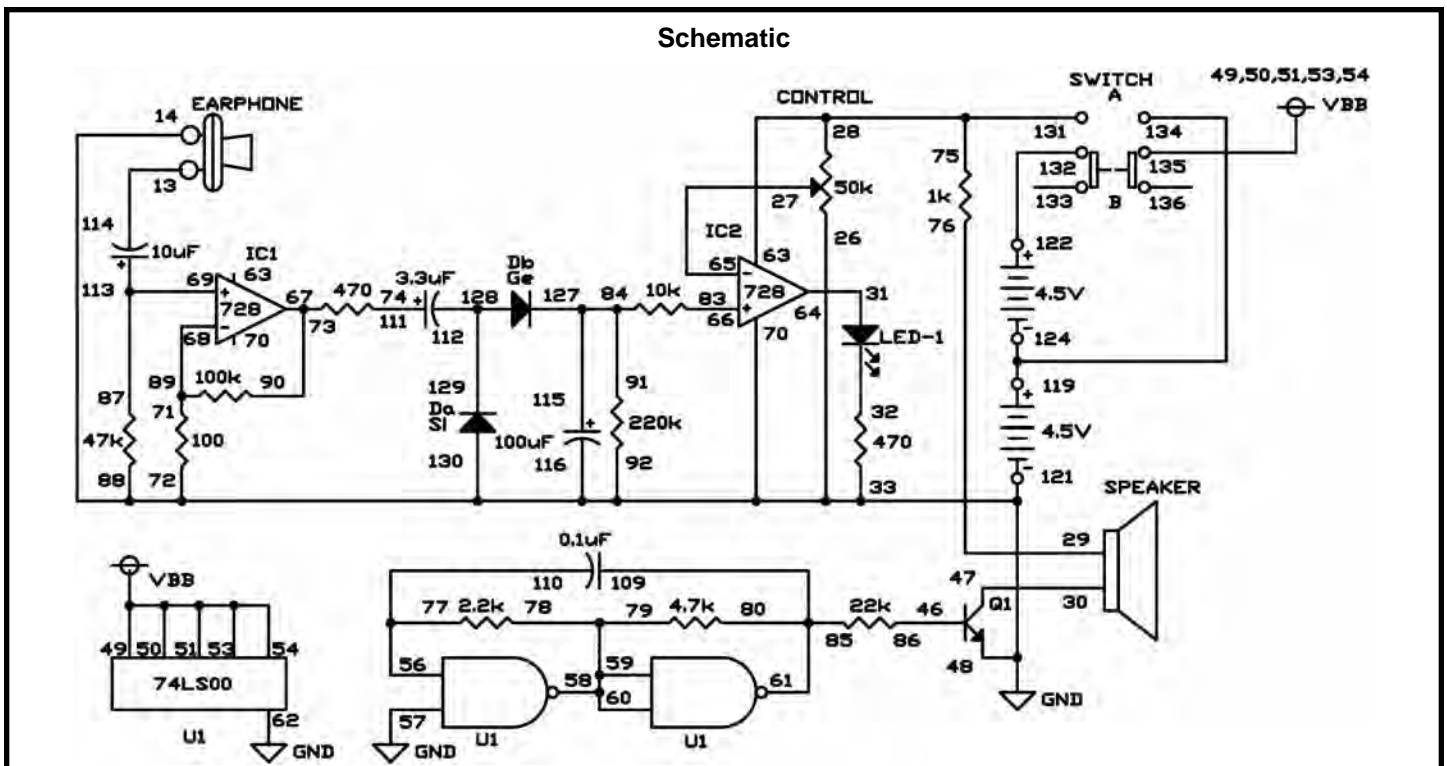 Schematic
49,50,51,53,54
SWITCH
A
VBB
EARPHONE
CONTROL
14
13
28
131
134
132
135
133
B
136
75
1k
76
27
50k
26
114
10uF
+
IC1
63
69
+
728
67
68
-
70
113
470
73
74
111
3.3uF
+
112
128
Db
Ge
127
84
10k
83
66
IC2
65
-
63
728
+
64
70
31
LED-1
32
470
33
122
+
4.5V
-
124
119
+
4.5V
-
121
89
100k
90
87
47k
88
71
100
72
129
Da
Si
130
115
+
100uF
116
91
220k
92
SPEAKER
29
30
VBB
49
50
51
53
54
74LS00
62
U1
GND
0.1uF
110
109
77
2.2k
78
79
4.7k
80
85
22k
86
46
47
Q1
48
GND
56
57
58
59
60
61
U1
U1
GND